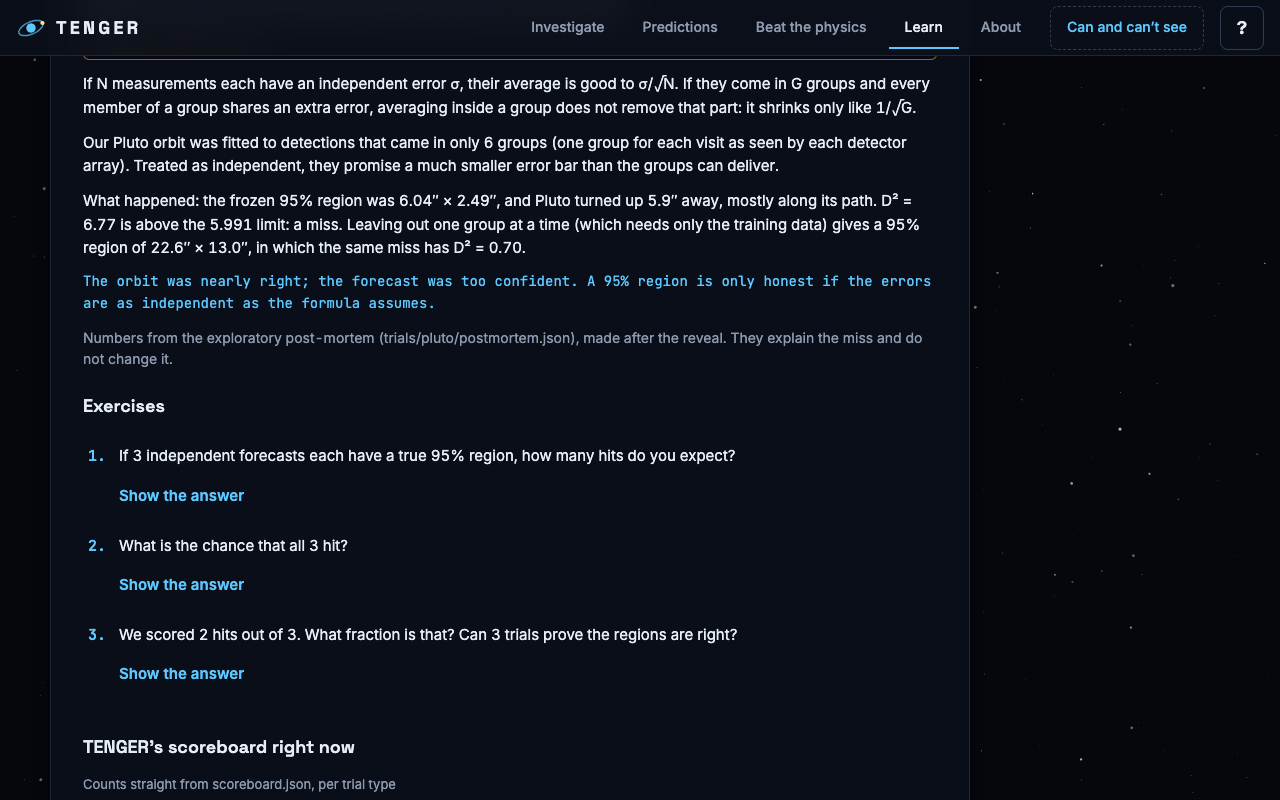 TENGER
Investigate
Predictions
Beat the physics
Learn
About
Can and can't see
?
If N measurements each have an independent error σ, their average is good to σ/√N. If they come in G groups and every
member of a group shares an extra error, averaging inside a group does not remove that part: it shrinks only like 1/√G.
Our Pluto orbit was fitted to detections that came in only 6 groups (one group for each visit as seen by each detector
array). Treated as independent, they promise a much smaller error bar than the groups can deliver.
What happened: the frozen 95% region was 6.04″ × 2.49″, and Pluto turned up 5.9″ away, mostly along its path. D² =
6.77 is above the 5.991 limit: a miss. Leaving out one group at a time (which needs only the training data) gives a 95%
region of 22.6″ × 13.0″, in which the same miss has D² = 0.70.
The orbit was nearly right; the forecast was too confident. A 95% region is only honest if the errors
are as independent as the formula assumes.
Numbers from the exploratory post-mortem (trials/pluto/postmortem.json), made after the reveal. They explain the miss and do
not change it.
Exercises
1. If 3 independent forecasts each have a true 95% region, how many hits do you expect?
Show the answer
2. What is the chance that all 3 hit?
Show the answer
3. We scored 2 hits out of 3. What fraction is that? Can 3 trials prove the regions are right?
Show the answer
TENGER's scoreboard right now
Counts straight from scoreboard.json, per trial type